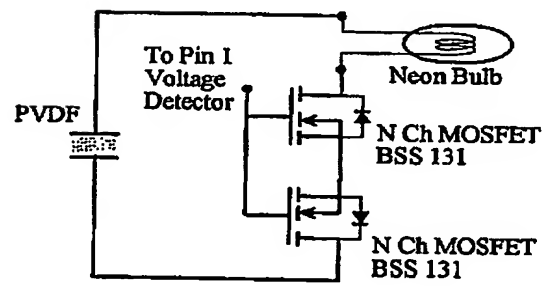 To Pin 1
Voltage
Detector
Neon Bulb
PVDF
N Ch MOSFET
BSS 131
N Ch MOSFET
BSS 131